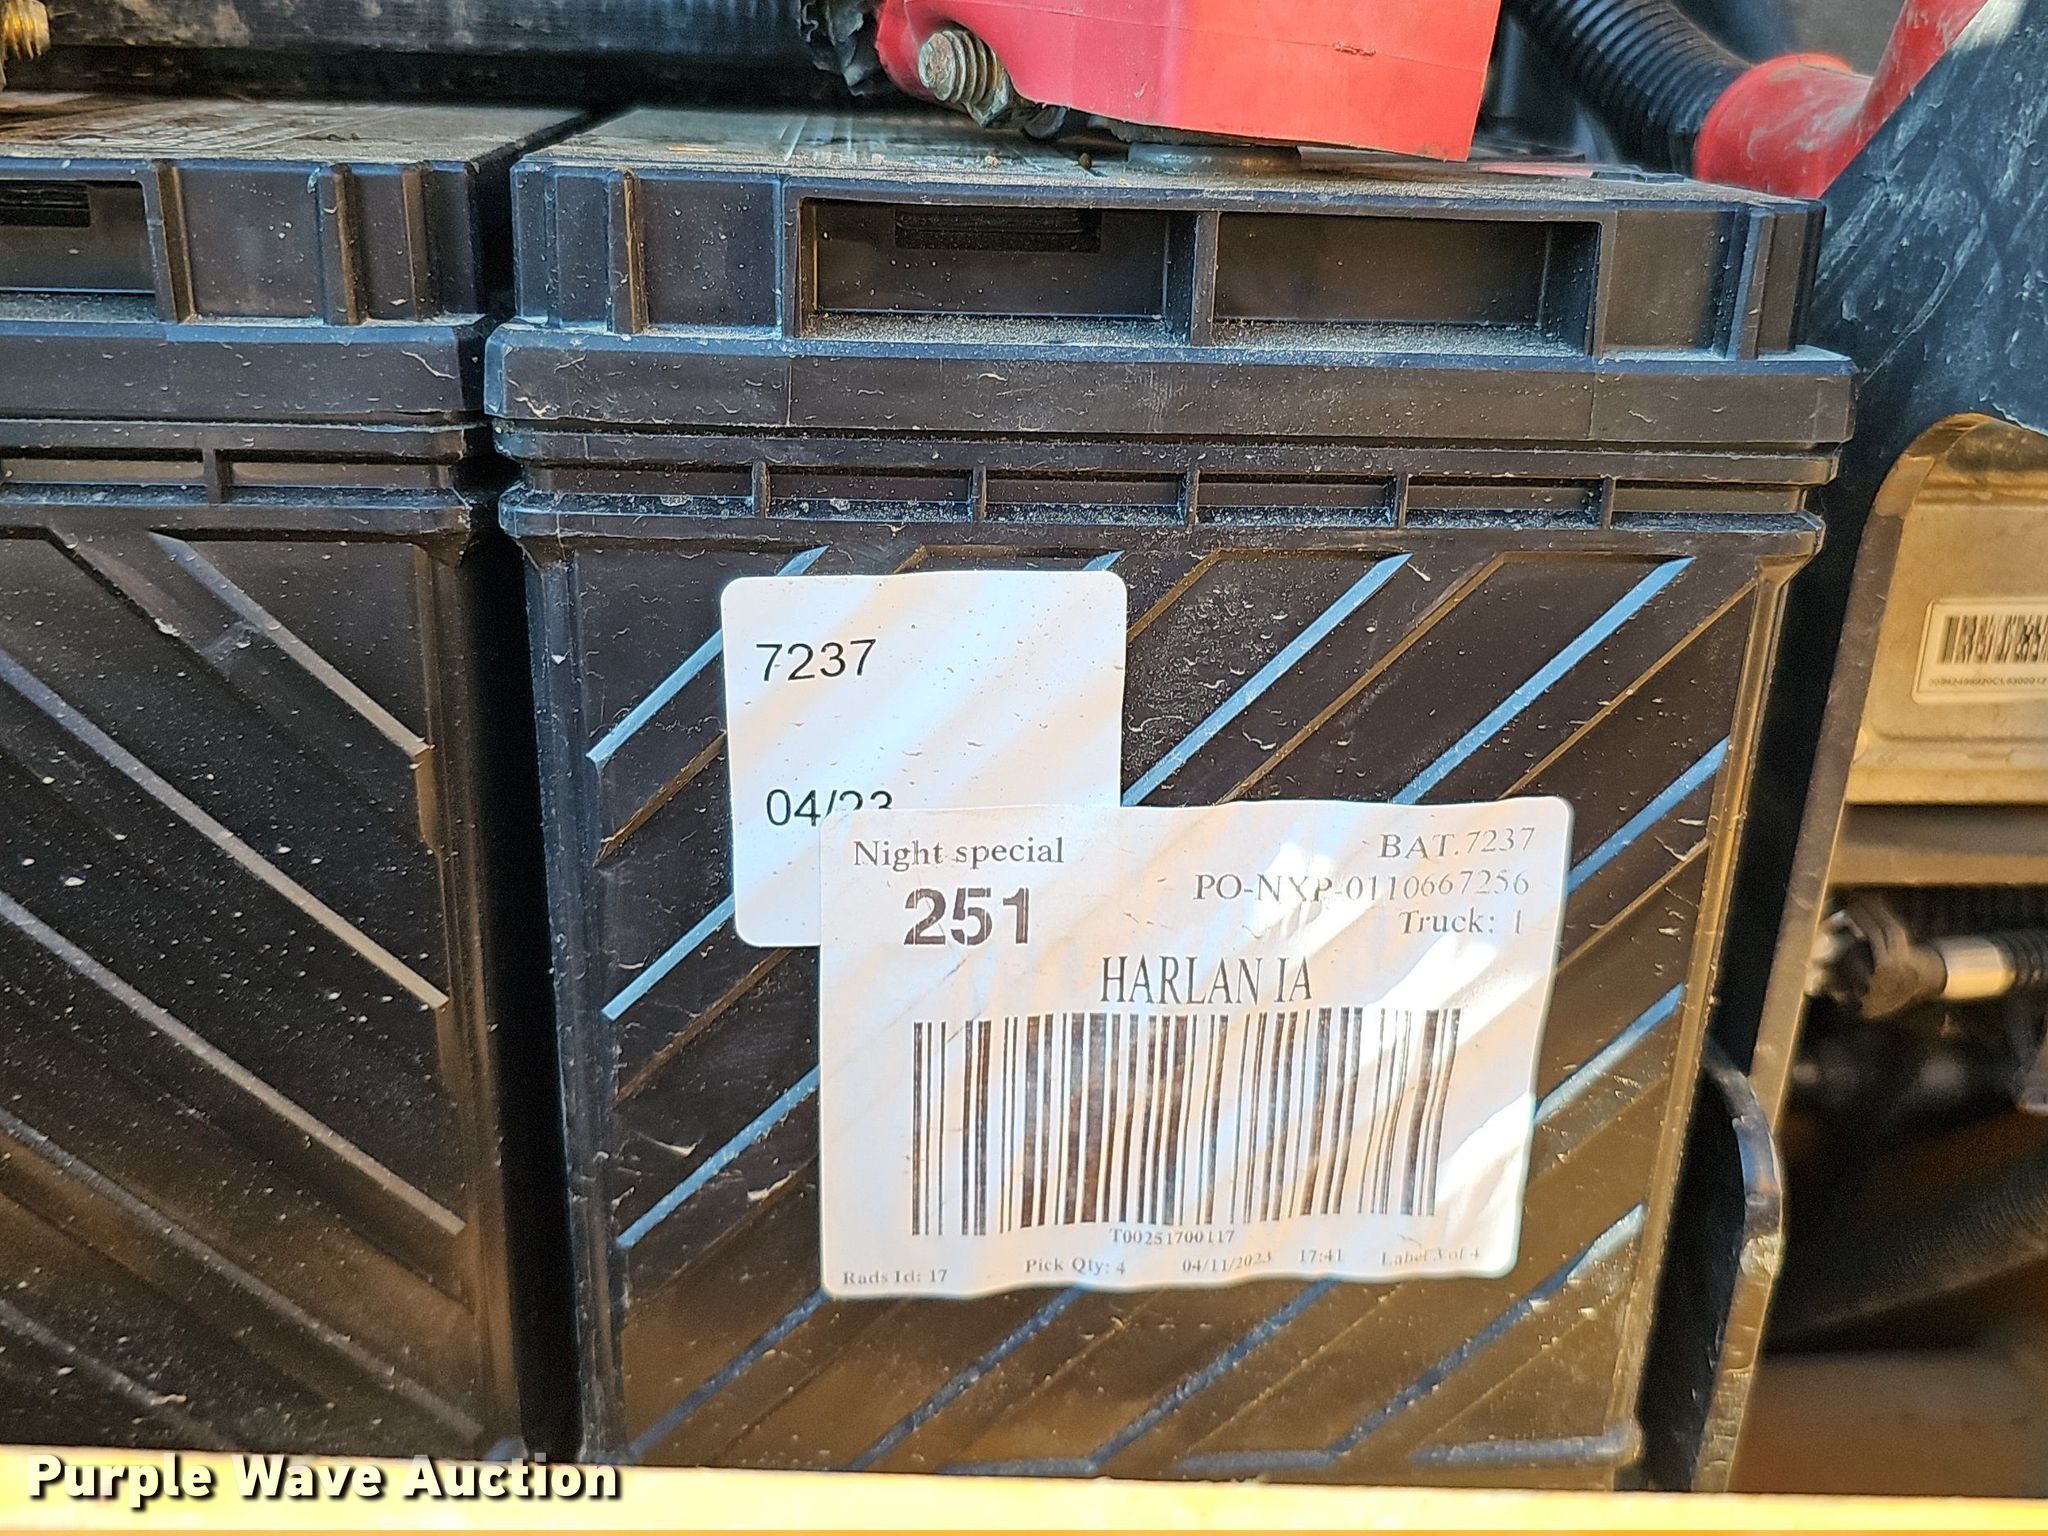 7237
04/23
Night special
BAT.7237
251
PO-NXP-0110667256
Truck: 1
HARLAN IA
T00251700117
Rads Id: 17 Pick Qty: 4 04/11/2023 17:41 Label 3 of 4
Purple Wave Auction